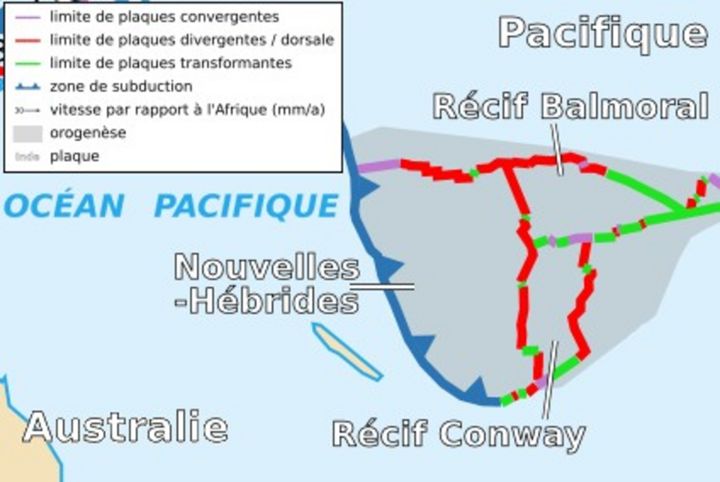 limite de plaques convergentes
limite de plaques divergentes / dorsale
limite de plaques transformantes
zone de subduction
vitesse par rapport à l'Afrique (mm/a)
orogenèse
Inde plaque
Pacifique
Récif Balmoral
OCÉAN PACIFIQUE
Nouvelles
-Hébrides
Australie
Récif Conway